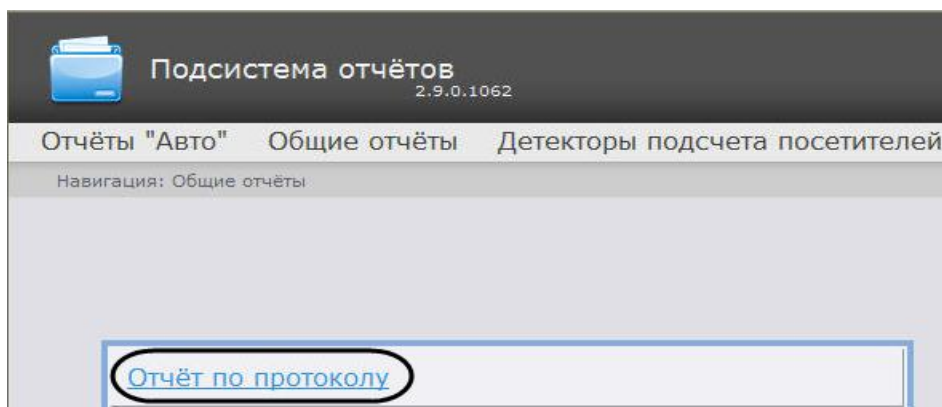 Подсистема отчётов
2.9.0.1062
Отчёты "Авто" Общие отчёты Детекторы подсчета посетителей
Навигация: Общие отчёты
Отчёт по протоколу